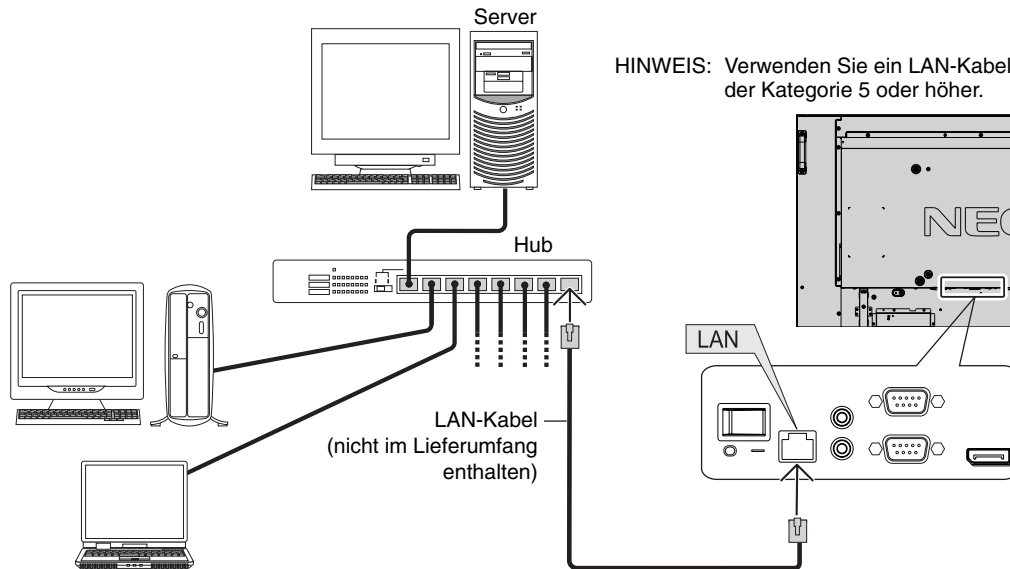 Server
HINWEIS: Verwenden Sie ein LAN-Kabel
der Kategorie 5 oder höher.
Hub
LAN
LAN-Kabel
(nicht im Lieferumfang
enthalten)